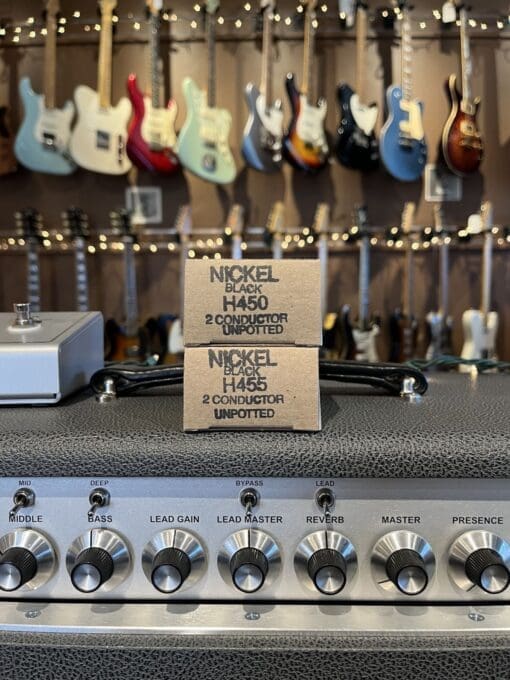 NICKEL
BLACK
H450
2 CONDUCTOR
UNPOTTED
NICKEL
BLACK
H455
2 CONDUCTOR
UNPOTTED
MID DEEP BYPASS LEAD
MIDDLE BASS LEAD GAIN LEAD MASTER REVERB MASTER PRESENCE